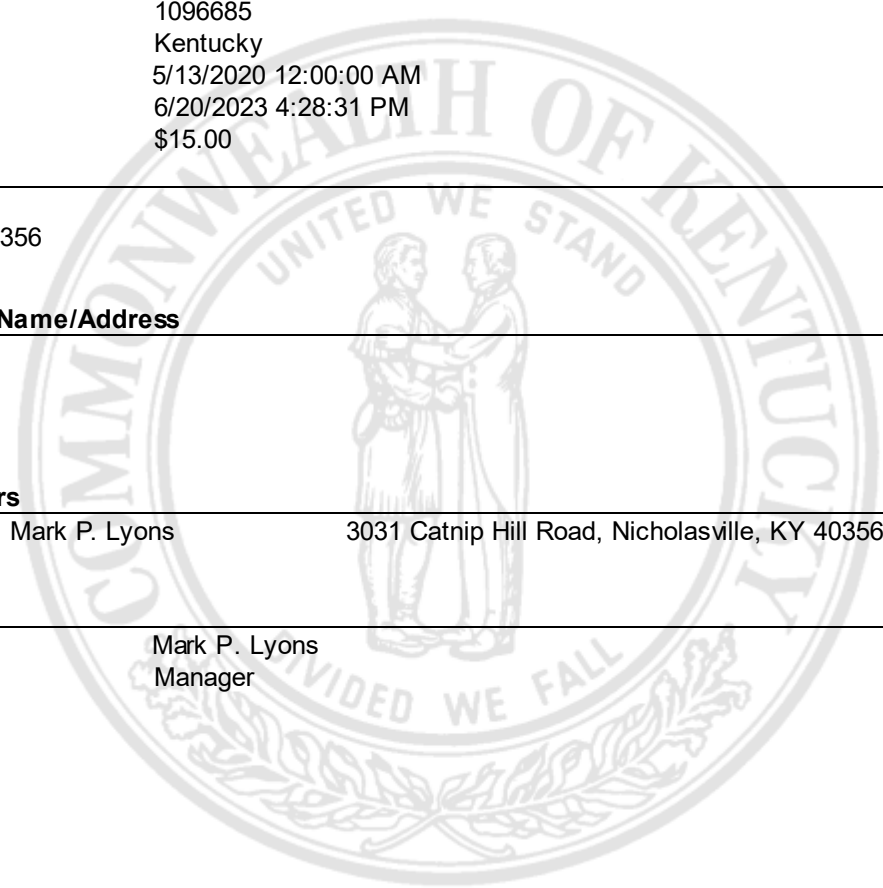 1096685
Kentucky
5/13/2020 12:00:00 AM
6/20/2023 4:28:31 PM
$15.00
356
Name/Address
rs
Mark P. Lyons 3031 Catnip Hill Road, Nicholasville, KY 40356
Mark P. Lyons
Manager
COMMONWEALTH OF KENTUCKY
UNITED WE STAND
DIVIDED WE FALL